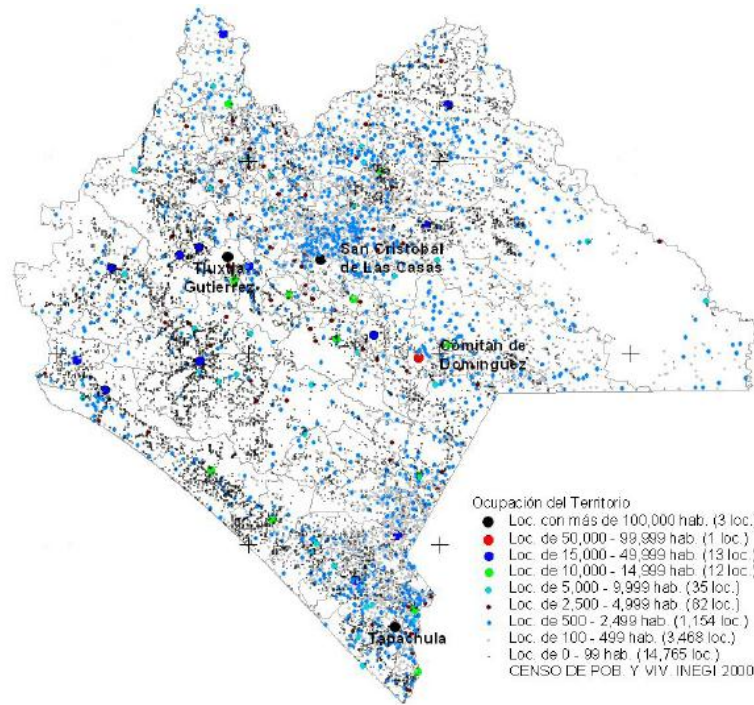 San Cristobal
de Las Casas
Tluxtla
Gutierrez
Comitán de
Dominguez
Ocupación del Territorio
Loc. con más de 100,000 hab. (3 loc.)
Loc. de 50,000 - 99,999 hab. (1 loc.)
Loc. de 15,000 - 49,999 hab. (13 loc.)
Loc. de 10,000 - 14,999 hab. (12 loc.)
Loc. de 5,000 - 9,999 hab. (35 loc.)
Loc. de 2,500 - 4,999 hab. (82 loc.)
Loc. de 500 - 2,499 hab. (1,154 loc.)
Loc. de 100 - 499 hab. (3,468 loc.)
Loc. de 0 - 99 hab. (14,765 loc.)
CENSO DE POB. Y VIV. INEGI 2000
Tapachula